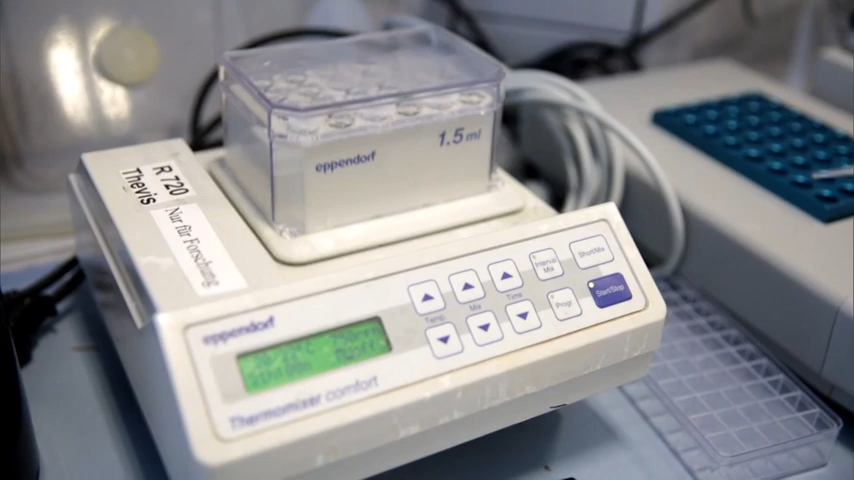 eppendorf
1.5 ml
R 720
Thevis
Nur für Forschung
eppendorf
Temp
Mix
Time
Interval
Mix
Short Mix
Progr
Start/Stop
Thermomixer comfort